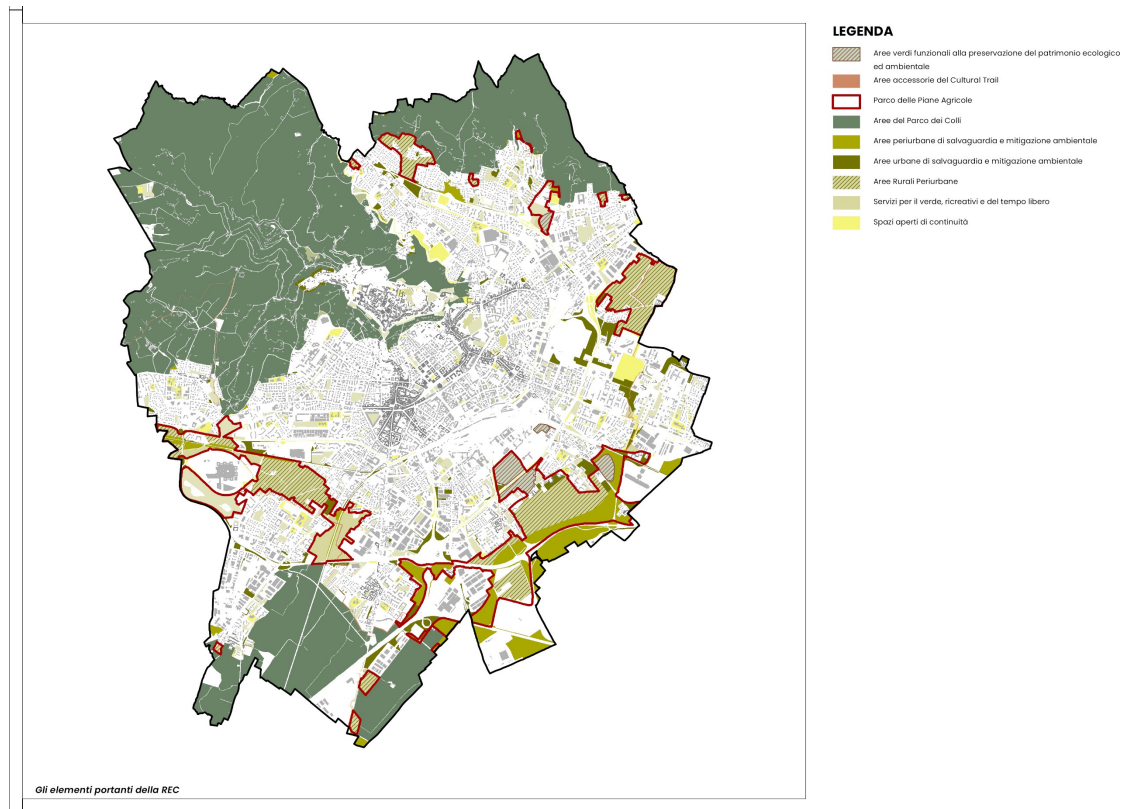 LEGENDA
Aree verdi funzionali alla preservazione del patrimonio ecologico
ed ambientale
Aree accessorie del Cultural Trail
Parco delle Piane Agricole
Aree del Parco dei Colli
Aree periurbane di salvaguardia e mitigazione ambientale
Aree urbane di salvaguardia e mitigazione ambientale
Aree Rurali Periurbane
Servizi per il verde, ricreativi e del tempo libero
Spazi aperti di continuità
Gli elementi portanti della REC